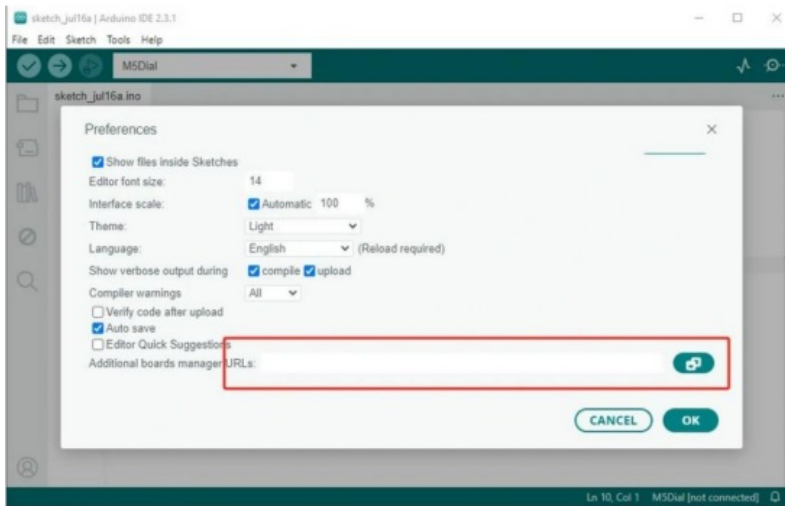 sketch_jul16a | Arduino IDE 2.3.1
File Edit Sketch Tools Help
M5Dial
sketch_jul16a.ino
Preferences
Show files inside Sketches
Editor font size: 14
Interface scale: Automatic 100 %
Theme: Light
Language: English (Reload required)
Show verbose output during compile upload
Compiler warnings All
Verify code after upload
Auto save
Editor Quick Suggestions
Additional boards manager URLs:
CANCEL OK
Ln 10, Col 1 M5Dial [not connected]